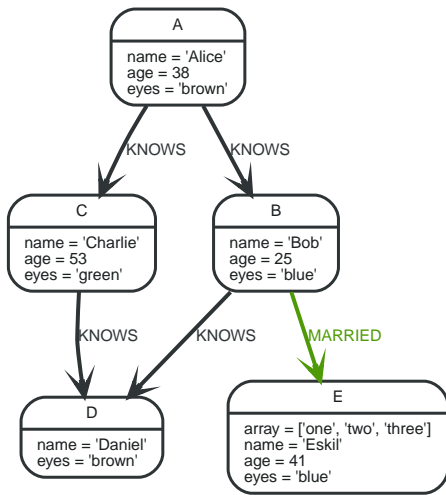 A
name = 'Alice'
age = 38
eyes = 'brown'
KNOWS
KNOWS
C
name = 'Charlie'
age = 53
eyes = 'green'
B
name = 'Bob'
age = 25
eyes = 'blue'
KNOWS
KNOWS
MARRIED
D
name = 'Daniel'
eyes = 'brown'
E
array = ['one', 'two', 'three']
name = 'Eskil'
age = 41
eyes = 'blue'